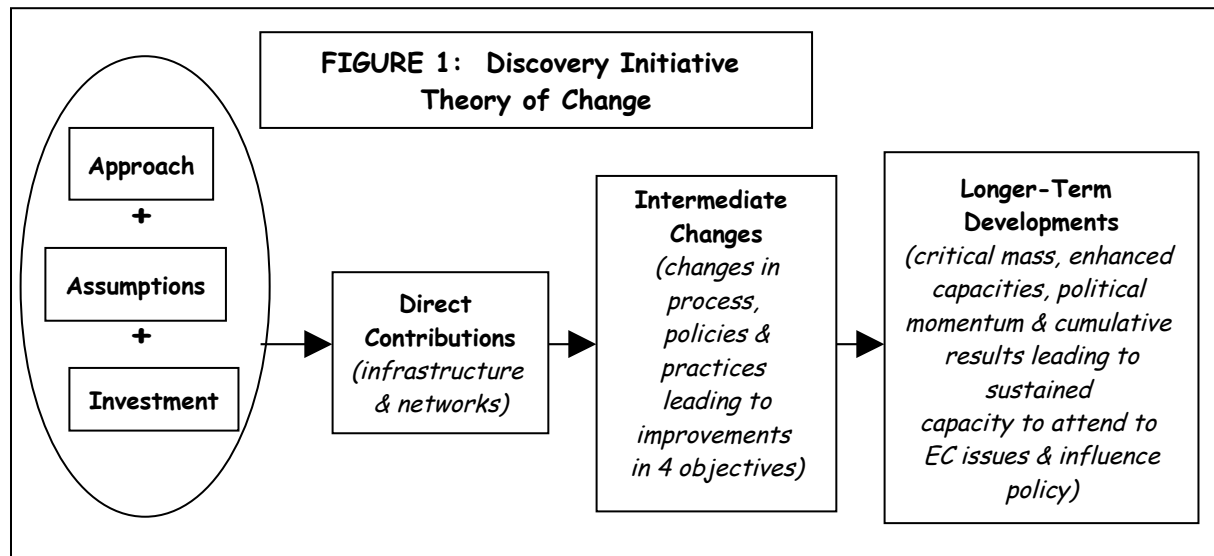 FIGURE 1: Discovery Initiative
Theory of Change
Approach
+
Assumptions
+
Investment
Direct
Contributions
(infrastructure
& networks)
Intermediate
Changes
(changes in
process,
policies &
practices
leading to
improvements
in 4 objectives)
Longer-Term
Developments
(critical mass, enhanced
capacities, political
momentum & cumulative
results leading to
sustained
capacity to attend to
EC issues & influence
policy)